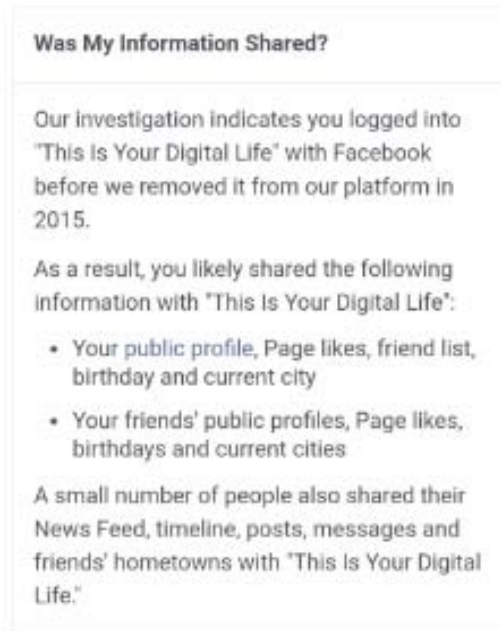 Was My Information Shared?
Our investigation indicates you logged into
"This Is Your Digital Life" with Facebook
before we removed it from our platform in
2015.
As a result, you likely shared the following
information with "This Is Your Digital Life":
• Your public profile, Page likes, friend list,
birthday and current city
• Your friends' public profiles, Page likes,
birthdays and current cities
A small number of people also shared their
News Feed, timeline, posts, messages and
friends' hometowns with "This Is Your Digital
Life."